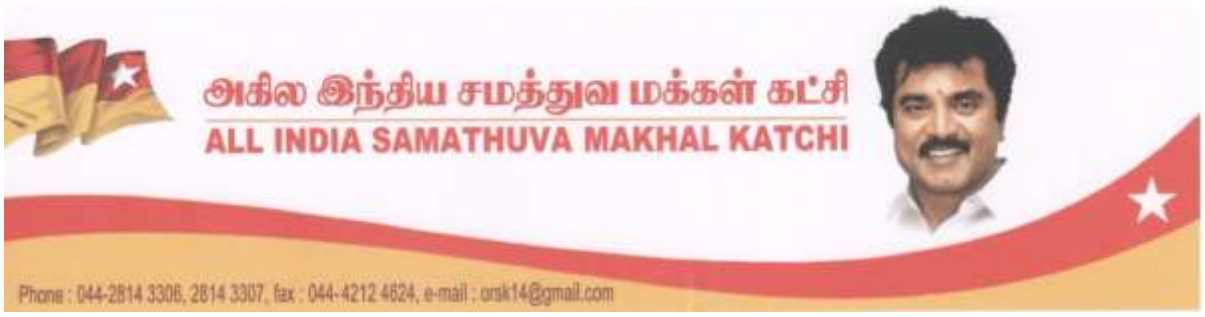 அகில இந்திய சமத்துவ மக்கள் கட்சி
ALL INDIA SAMATHUVA MAKHAL KATCHI
Phone : 044-2814 3306, 2814 3307, fax : 044-4212 4624, e-mail : orsk14@gmail.com